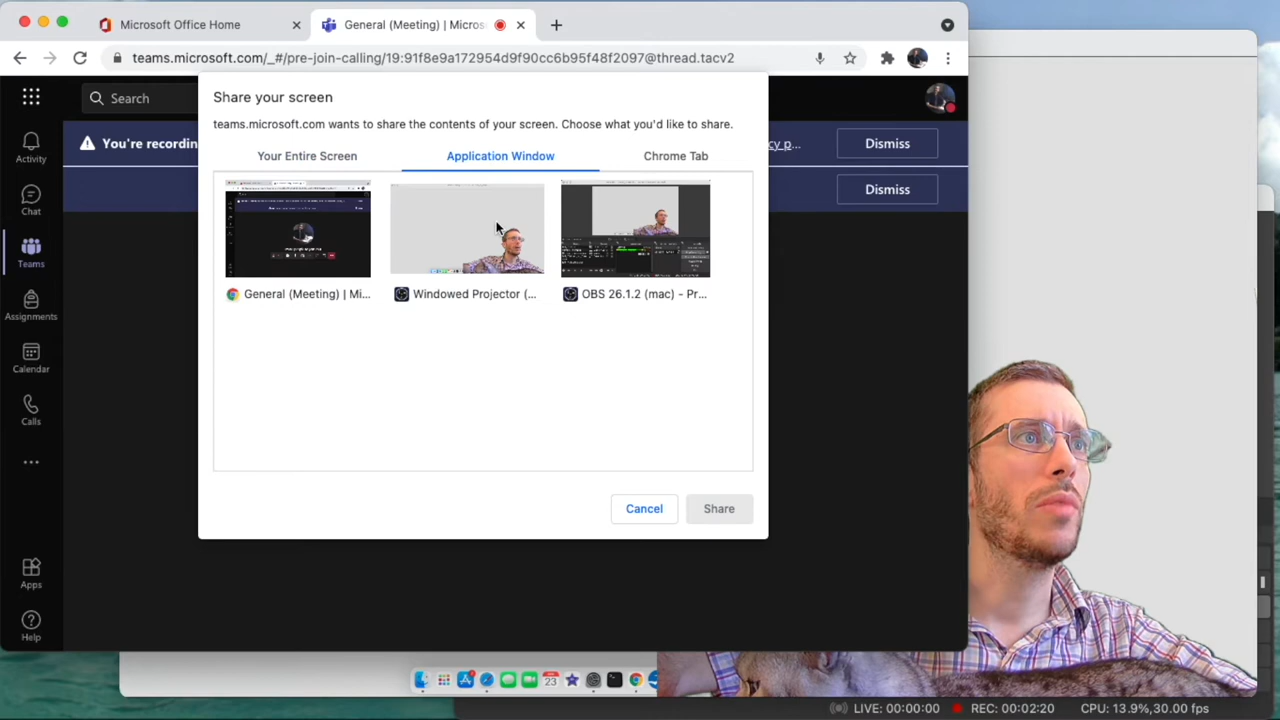 Microsoft Office Home
General (Meeting) | Micros
teams.microsoft.com/_#/pre-join-calling/19:91f8e9a172954d9f90cc6b95f48f2097@thread.tacv2
Search
Share your screen
teams.microsoft.com wants to share the contents of your screen. Choose what you'd like to share.
You're recordin
cy p...
Dismiss
Dismiss
Your Entire Screen
Application Window
Chrome Tab
General (Meeting) | Mi...
Windowed Projector (...
OBS 26.1.2 (mac) - Pr...
Cancel
Share
Activity
Chat
Teams
Assignments
Calendar
Calls
Apps
Help
23
LIVE: 00:00:00
REC: 00:02:20
CPU: 13.9%,30.00 fps